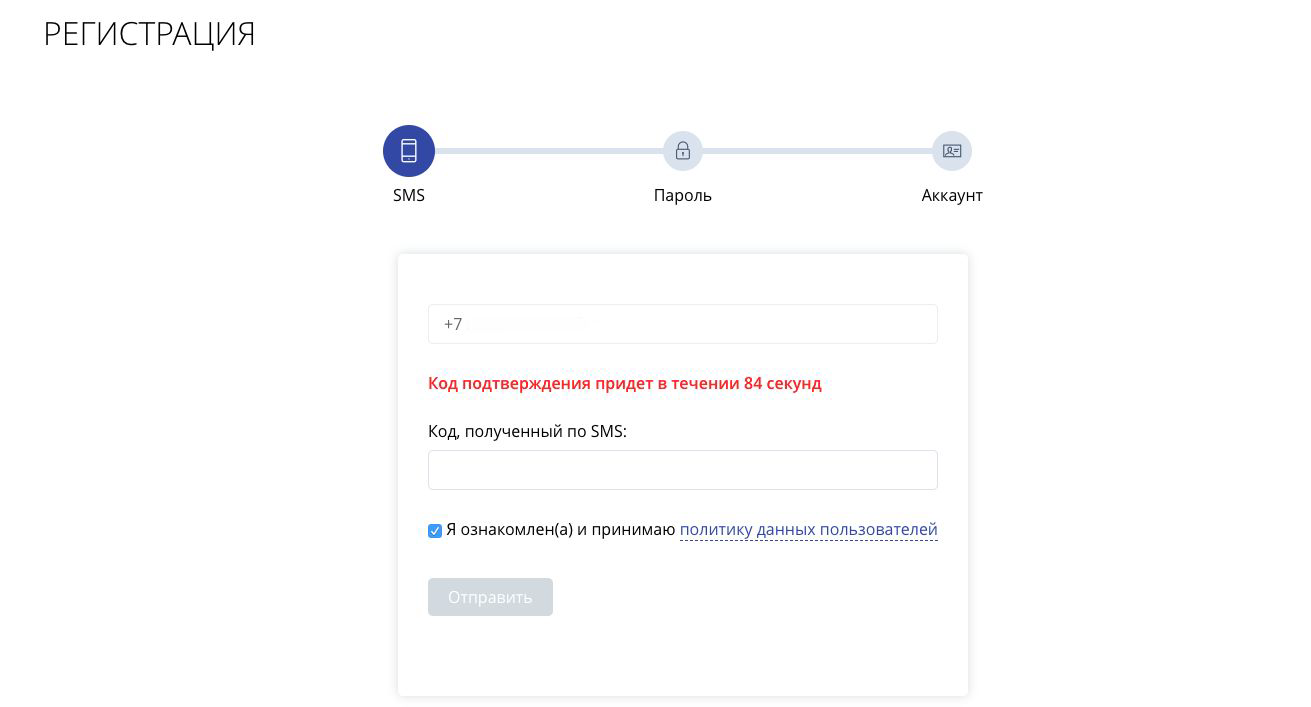 РЕГИСТРАЦИЯ
SMS
Пароль
Аккаунт
+7
Код подтверждения придет в течении 84 секунд
Код, полученный по SMS:
Я ознакомлен(а) и принимаю политику данных пользователей
Отправить